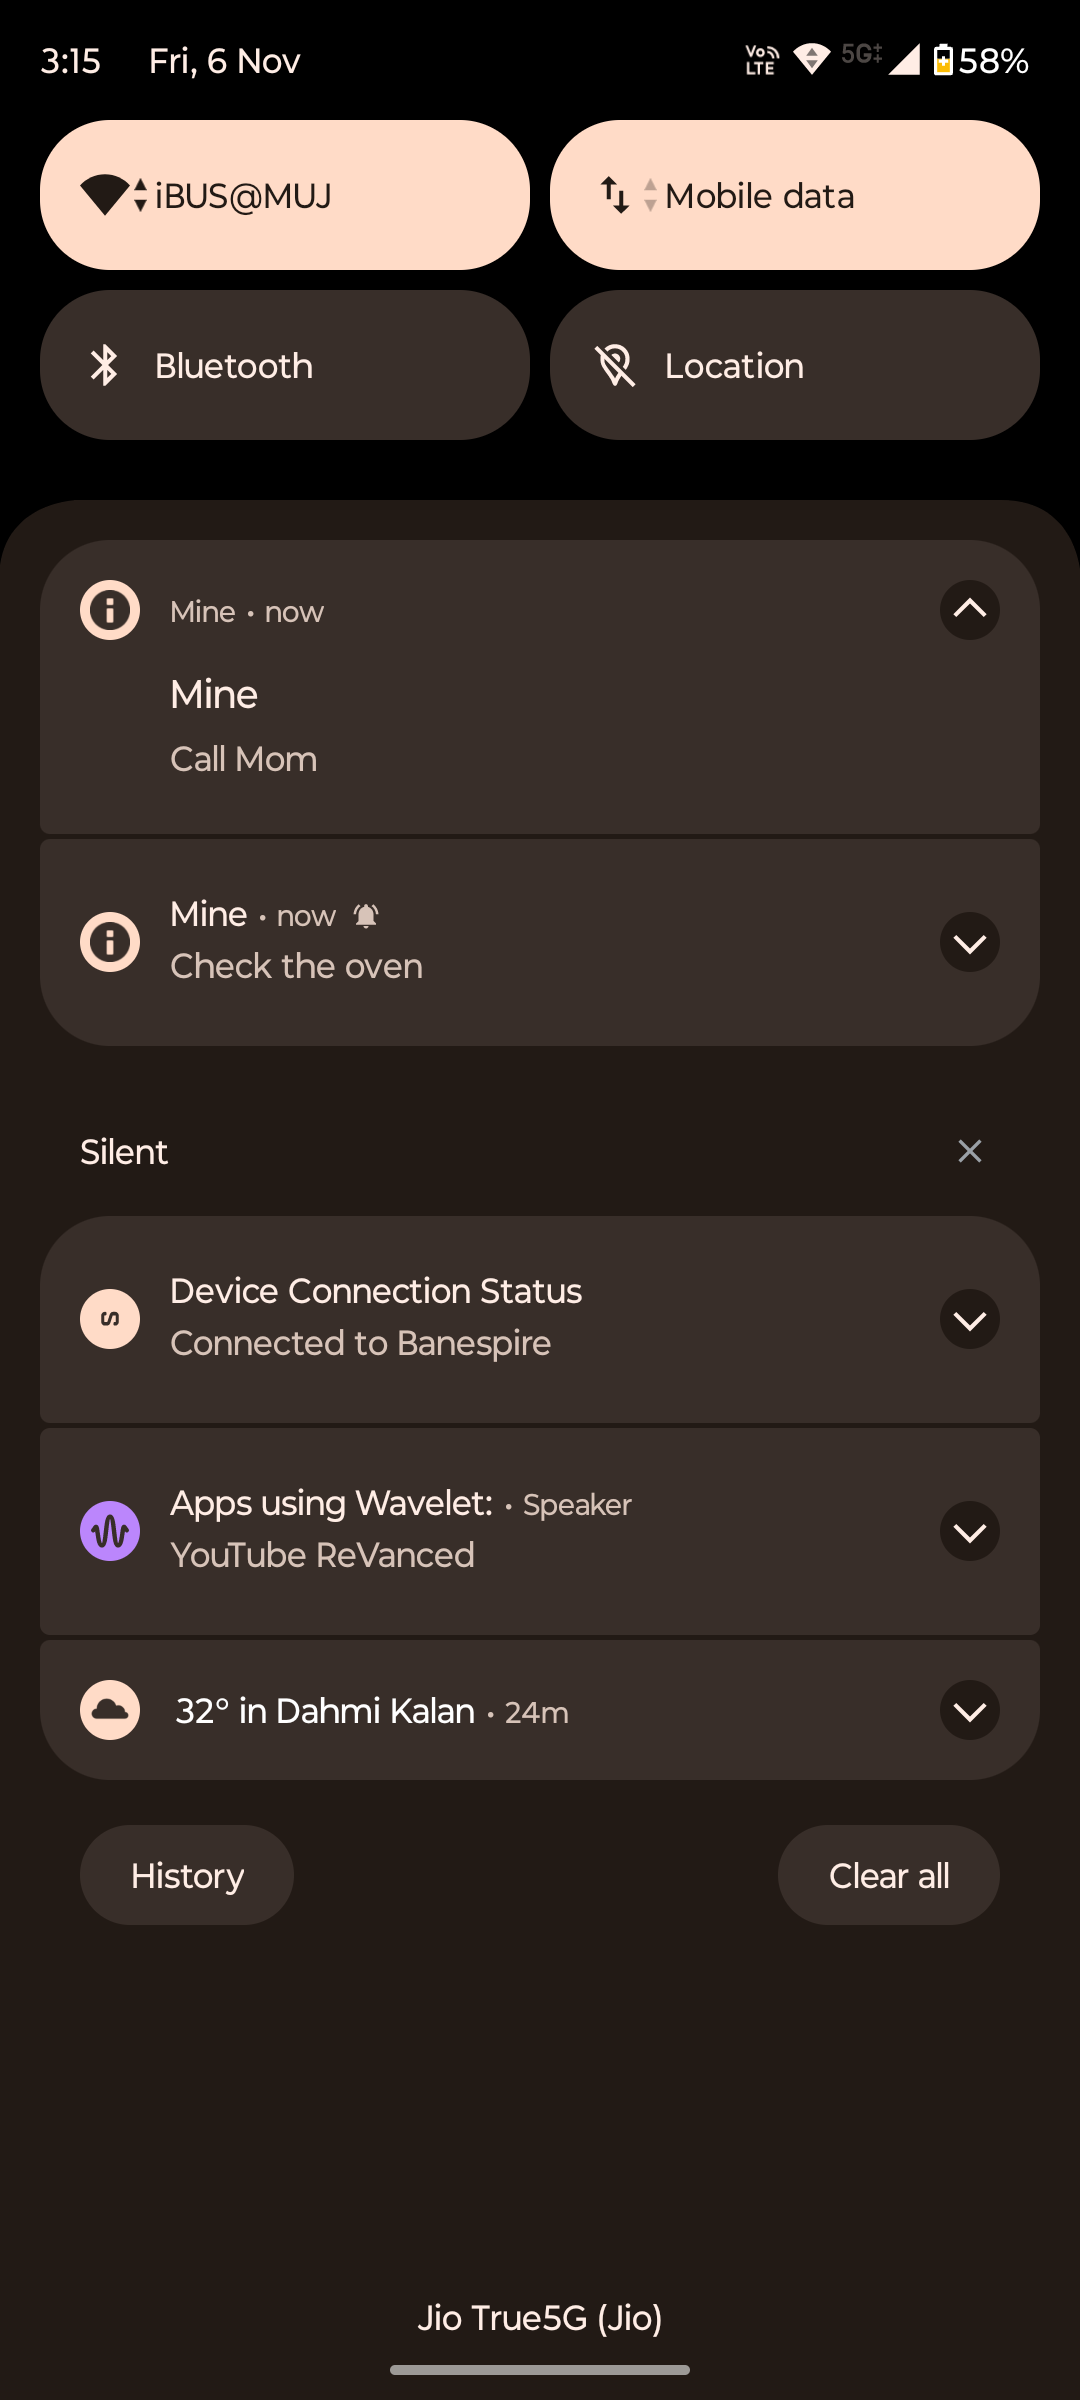 3:15 Fri, 6 Nov Vo LTE 5G+ 58%
iBUS@MUJ Mobile data
Bluetooth Location
Mine • now
Mine
Call Mom
Mine • now
Check the oven
Silent
Device Connection Status
Connected to Banespire
Apps using Wavelet: • Speaker
YouTube ReVanced
32° in Dahmi Kalan • 24m
History Clear all
Jio True5G (Jio)